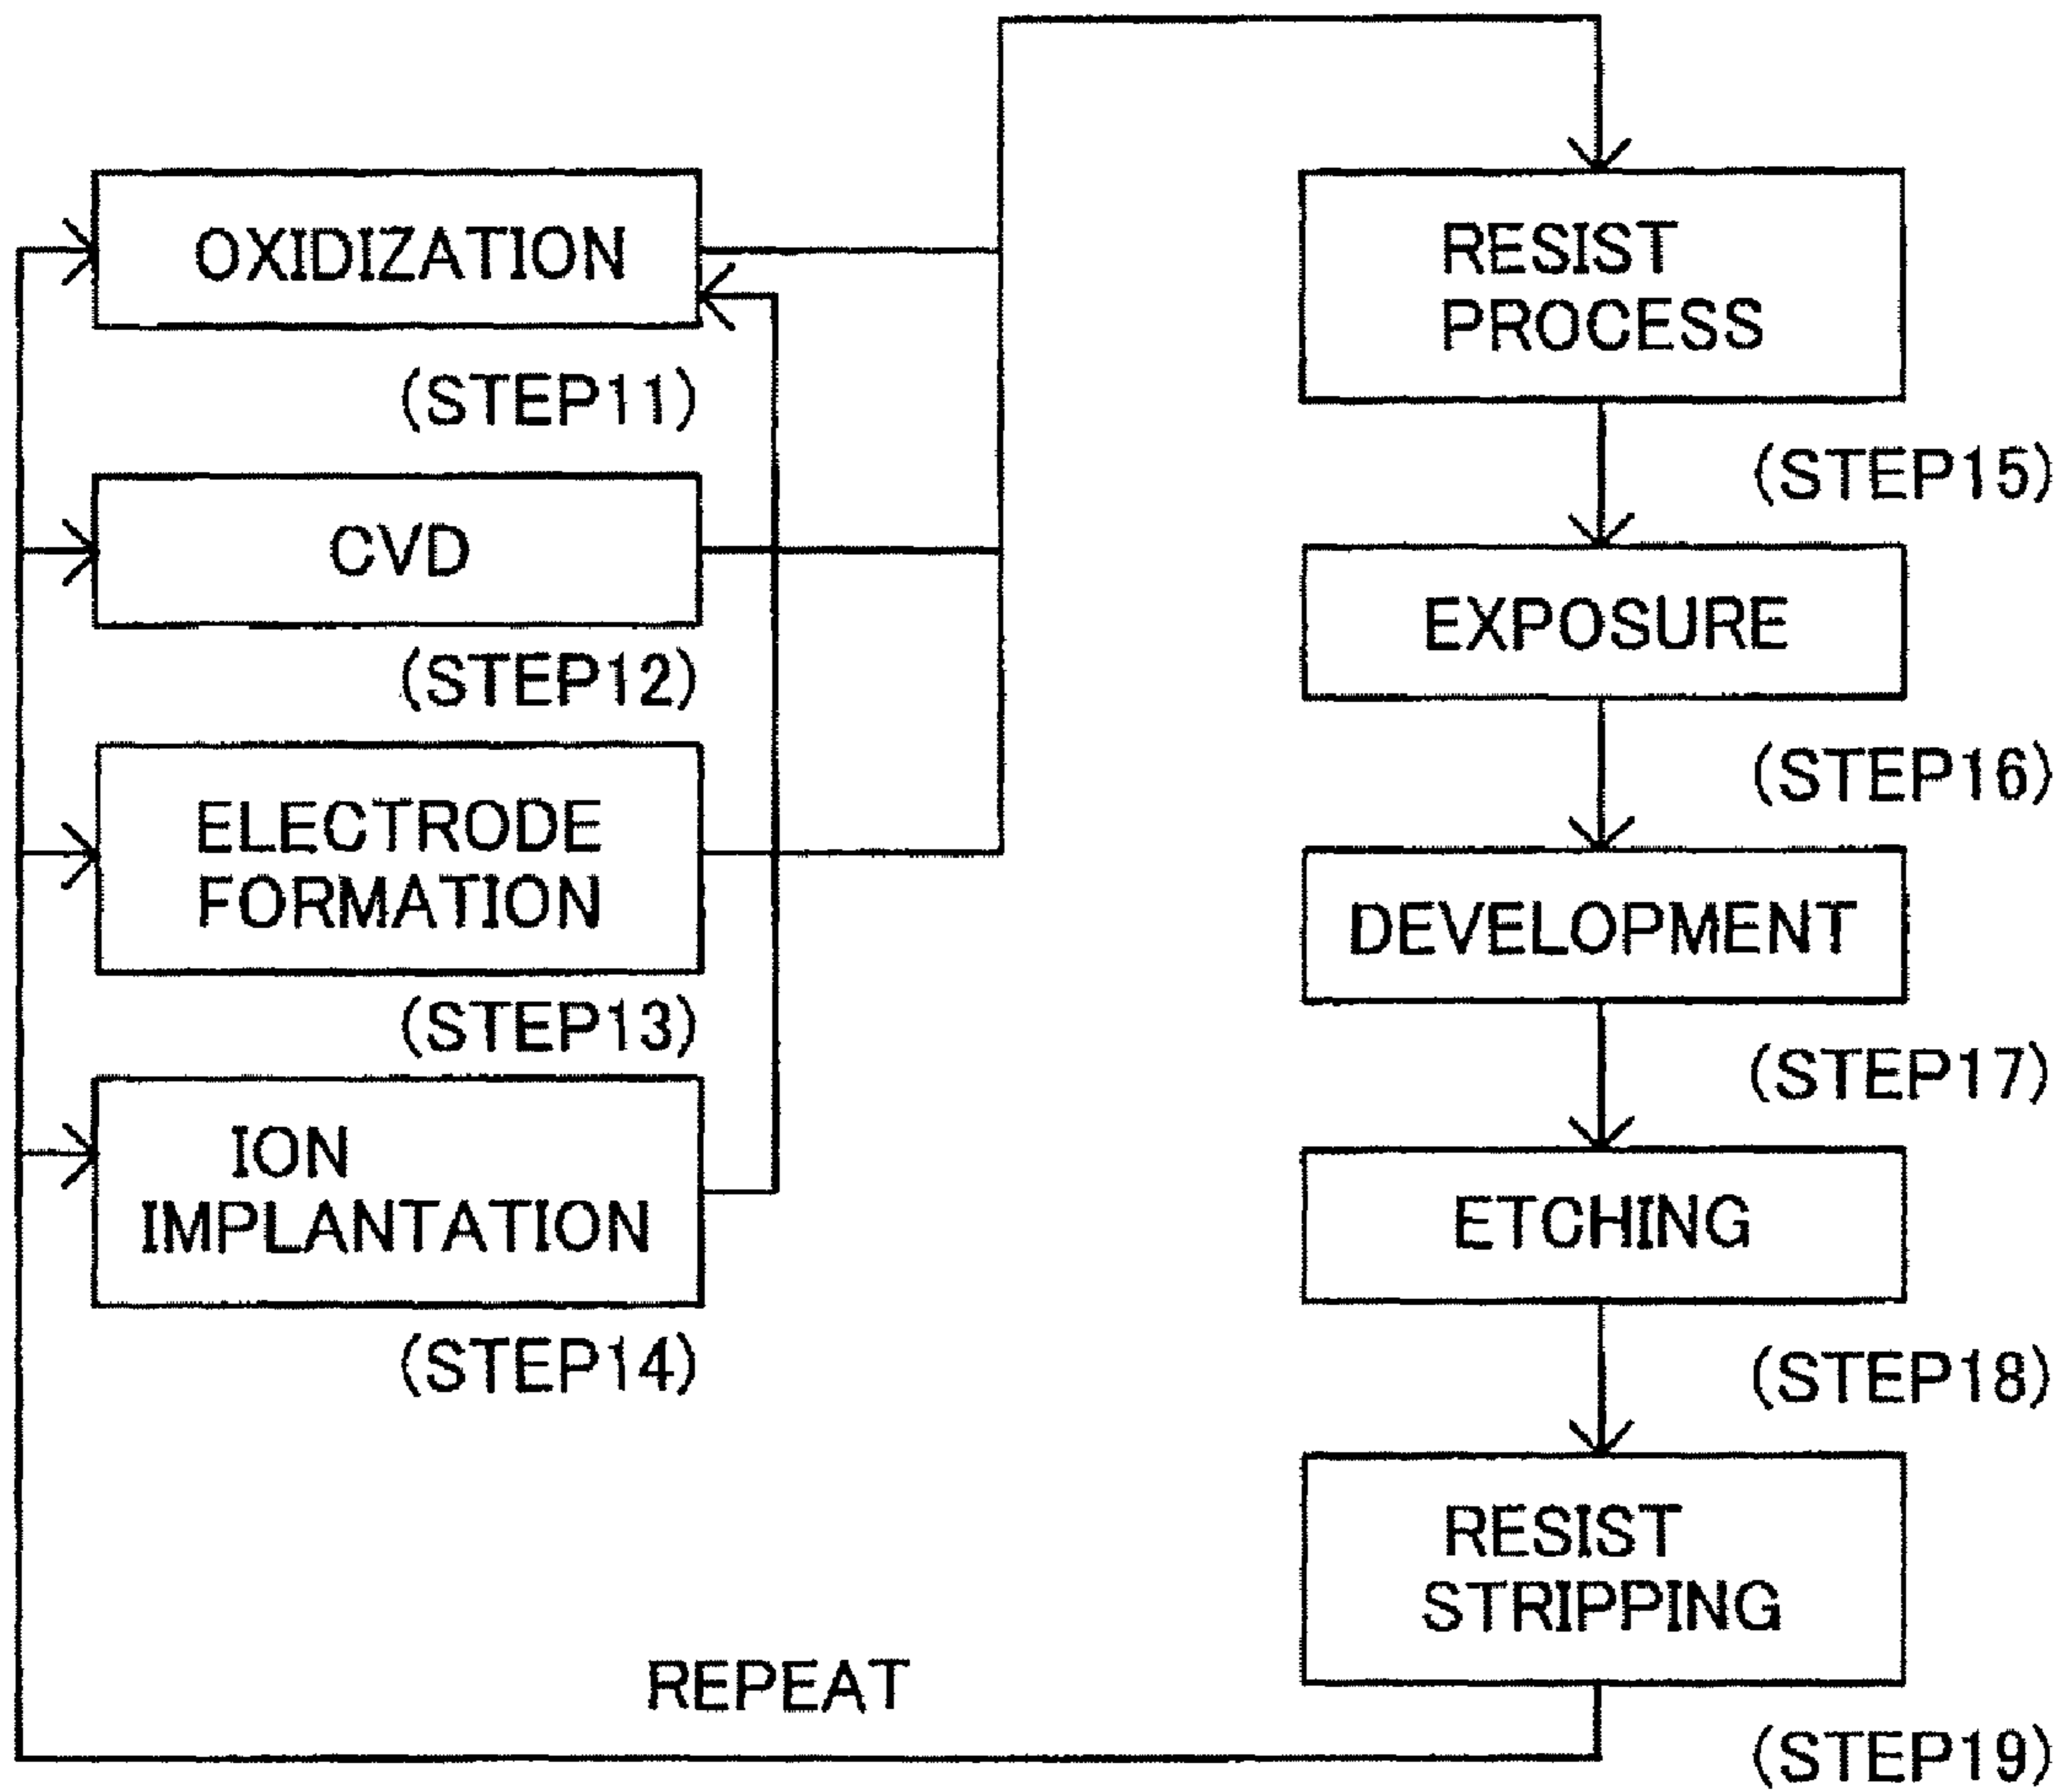 OXIDIZATION
(STEP11)
CVD
(STEP12)
ELECTRODE
FORMATION
(STEP13)
ION
IMPLANTATION
(STEP14)
RESIST
PROCESS
(STEP15)
EXPOSURE
(STEP16)
DEVELOPMENT
(STEP17)
ETCHING
(STEP18)
RESIST
STRIPPING
(STEP19)
REPEAT